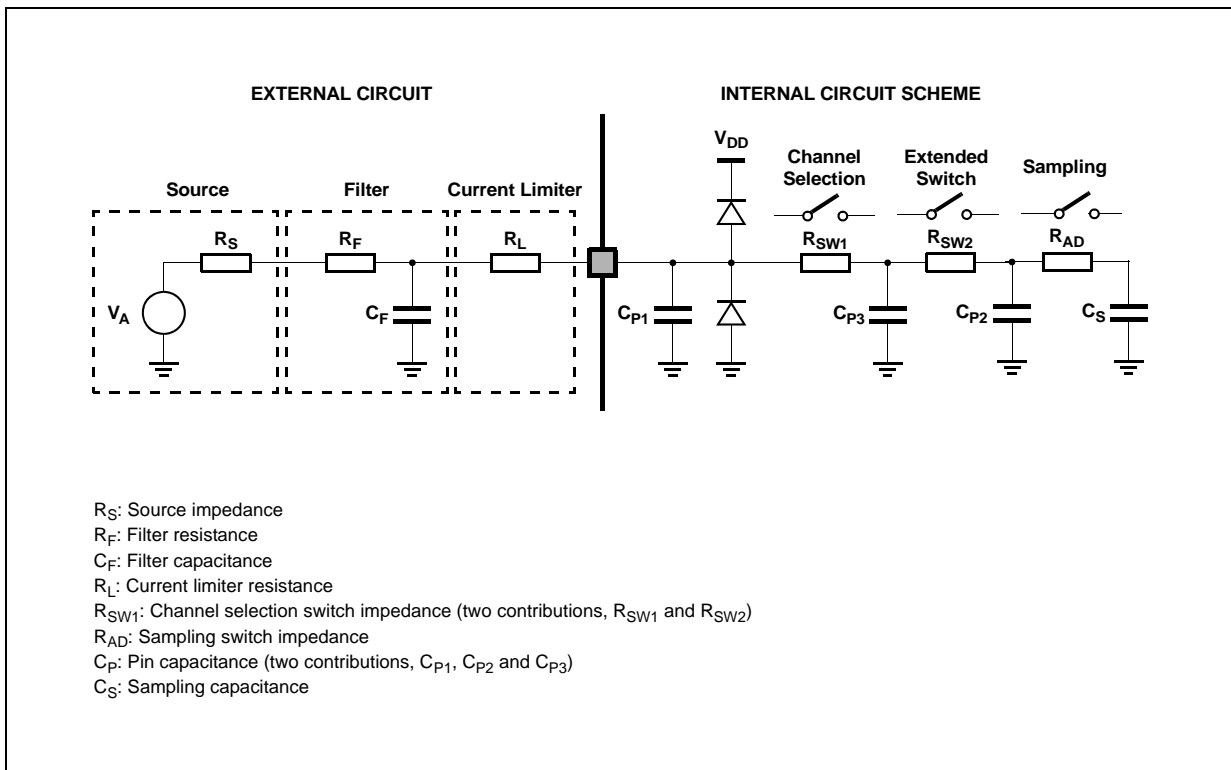 EXTERNAL CIRCUIT
INTERNAL CIRCUIT SCHEME
VDD
Channel
Selection
Extended
Switch
Sampling
Source
Filter
Current Limiter
RS
RF
RL
RSW1
RSW2
RAD
VA
CF
CP1
CP3
CP2
CS
RS: Source impedance
RF: Filter resistance
CF: Filter capacitance
RL: Current limiter resistance
RSW1: Channel selection switch impedance (two contributions, RSW1 and RSW2)
RAD: Sampling switch impedance
CP: Pin capacitance (two contributions, CP1, CP2 and CP3)
CS: Sampling capacitance